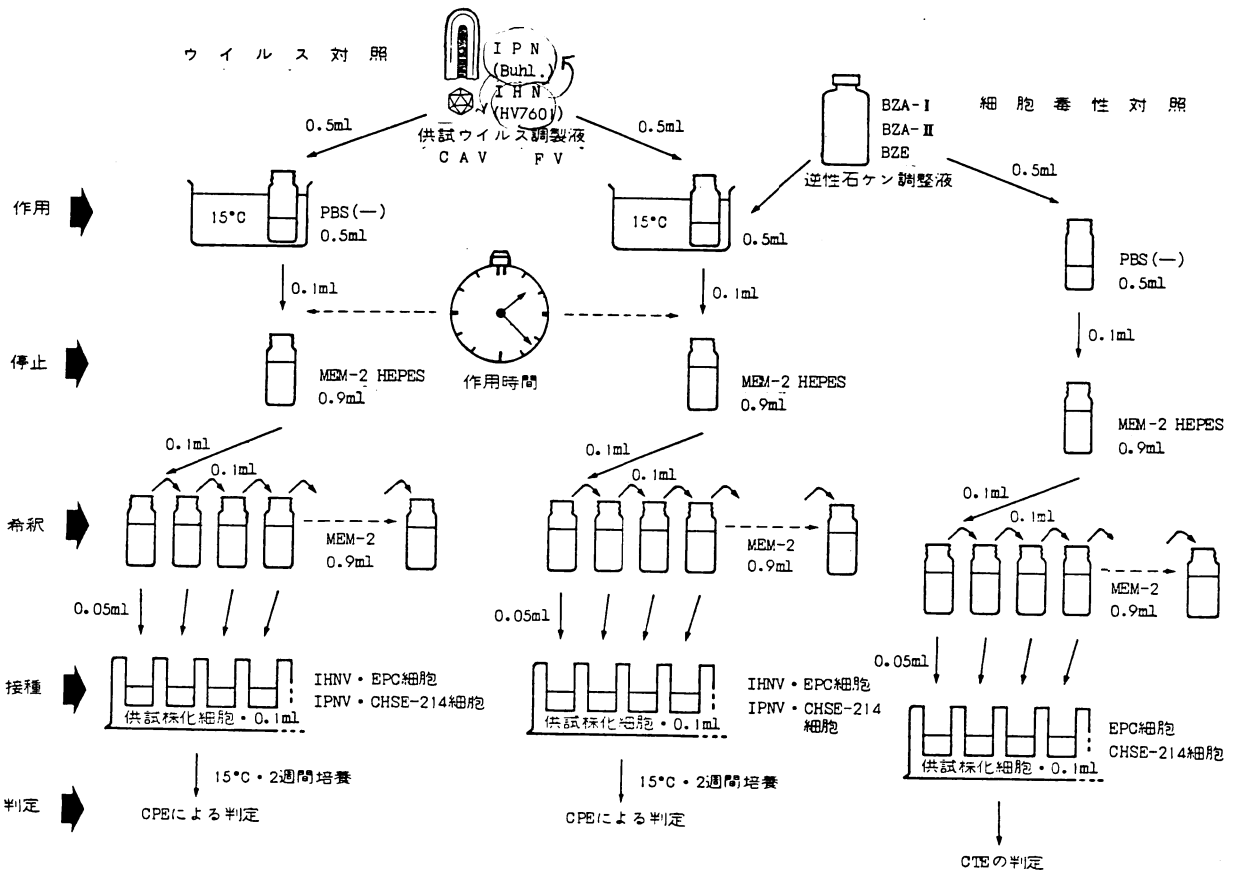 ウイルス対照
IPN
(Buhl.)
IHN
(HV7601)
供試ウイルス調製液
CAV FV
0.5ml
0.5ml
BZA-I
BZA-II
BZE
逆性石ケン調整液
細胞毒性対照
0.5ml
作用
15°C
PBS(—)
0.5ml
15°C
0.5ml
PBS(—)
0.5ml
0.1ml
0.1ml
0.1ml
停止
MEM-2 HEPES
0.9ml
作用時間
MEM-2 HEPES
0.9ml
MEM-2 HEPES
0.9ml
0.1ml
0.1ml
0.1ml
0.1ml
0.1ml
0.1ml
希釈
MEM-2
0.9ml
MEM-2
0.9ml
MEM-2
0.9ml
0.05ml
0.05ml
0.05ml
接種
供試株化細胞・0.1ml
IHNV・EPC細胞
IPNV・CHSE-214細胞
供試株化細胞・0.1ml
IHNV・EPC細胞
IPNV・CHSE-214
細胞
供試株化細胞・0.1ml
EPC細胞
CHSE-214細胞
15°C・2週間培養
15°C・2週間培養
判定
CPEによる判定
CPEによる判定
CTEの判定